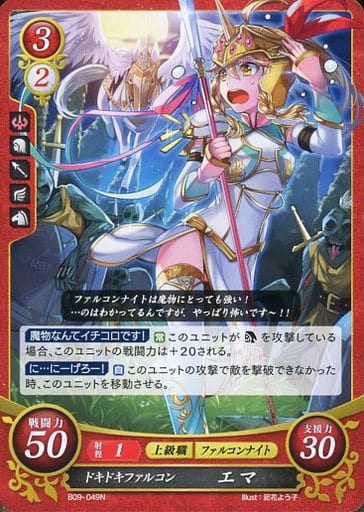 3
2
ファルコンナイトは魔物にとっても強い!
…のはわかってるんですが、やっぱり怖いです~!!
魔物なんてイチコロです! 常 このユニットが を攻撃している
場合、このユニットの戦闘力は+20される。
に…にーげろー! 自 このユニットの攻撃で敵を撃破できなかった
時、このユニットを移動させる。
戦闘力
50
射程 1
上級職
ファルコンナイト
支援力
30
ドキドキファルコン エマ
B09-049N
Illust:祀花よう子